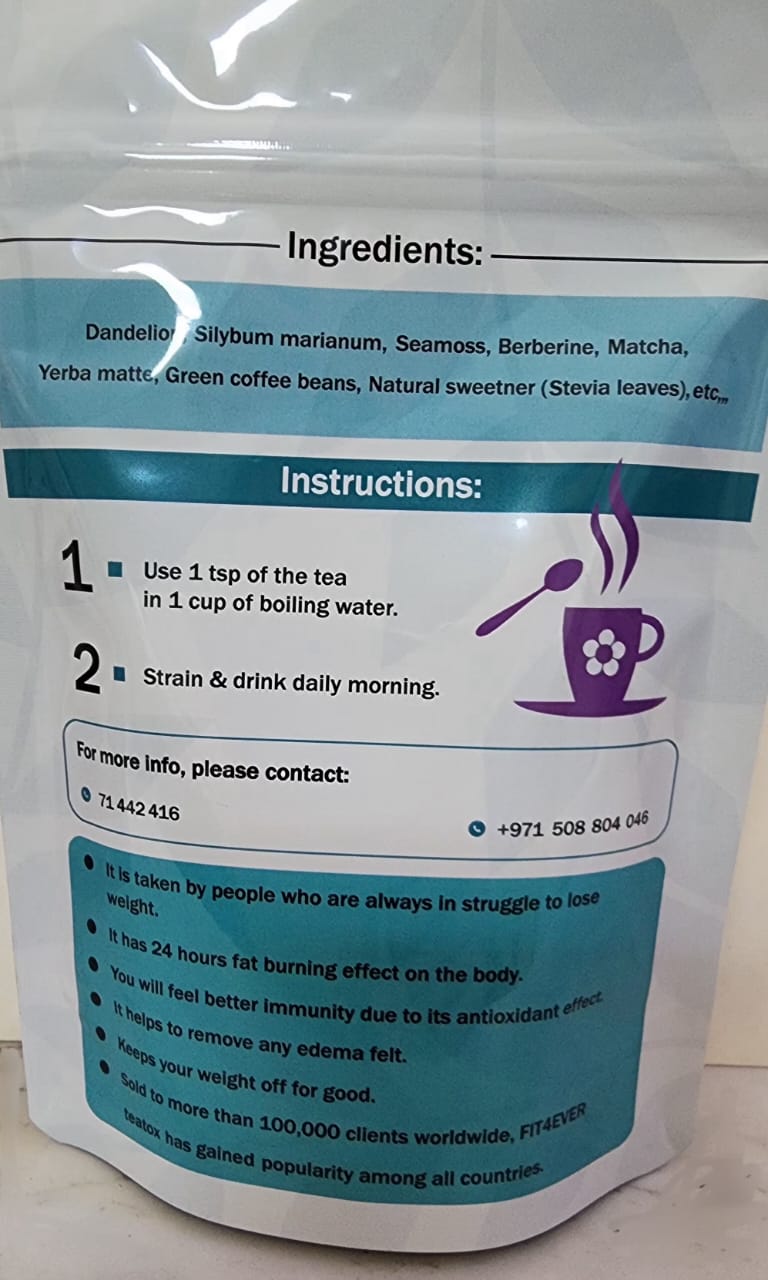 Ingredients:
Dandelion, Silybum marianum, Seamoss, Berberine, Matcha,
Yerba matte, Green coffee beans, Natural sweetner (Stevia leaves), etc,,,
Instructions:
1 Use 1 tsp of the tea
in 1 cup of boiling water.
2 Strain & drink daily morning.
For more info, please contact:
71 442 416
+971 508 804 046
● It is taken by people who are always in struggle to lose
weight.
● It has 24 hours fat burning effect on the body.
● You will feel better immunity due to its antioxidant effect.
● It helps to remove any edema felt.
● Keeps your weight off for good.
● Sold to more than 100,000 clients worldwide, FIT4EVER
teatox has gained popularity among all countries.